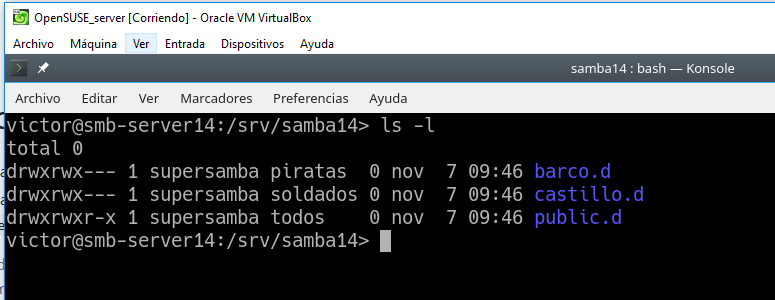 OpenSUSE_server [Corriendo] - Oracle VM VirtualBox
Archivo Máquina Ver Entrada Dispositivos Ayuda
samba14 : bash — Konsole
Archivo Editar Ver Marcadores Preferencias Ayuda
victor@smb-server14:/srv/samba14> ls -l
total 0
drwxrwx--- 1 supersamba piratas  0 nov  7 09:46 barco.d
drwxrwx--- 1 supersamba soldados 0 nov  7 09:46 castillo.d
drwxrwxr-x 1 supersamba todos    0 nov  7 09:46 public.d
victor@smb-server14:/srv/samba14>